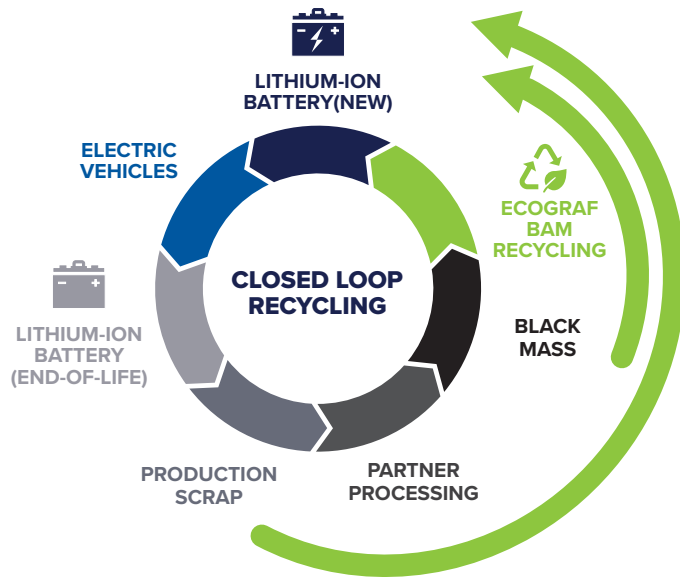 LITHIUM-ION
BATTERY(NEW)
ELECTRIC
VEHICLES
ECOGRAF
BAM
RECYCLING
CLOSED LOOP
RECYCLING
LITHIUM-ION
BATTERY
(END-OF-LIFE)
BLACK
MASS
PRODUCTION
SCRAP
PARTNER
PROCESSING